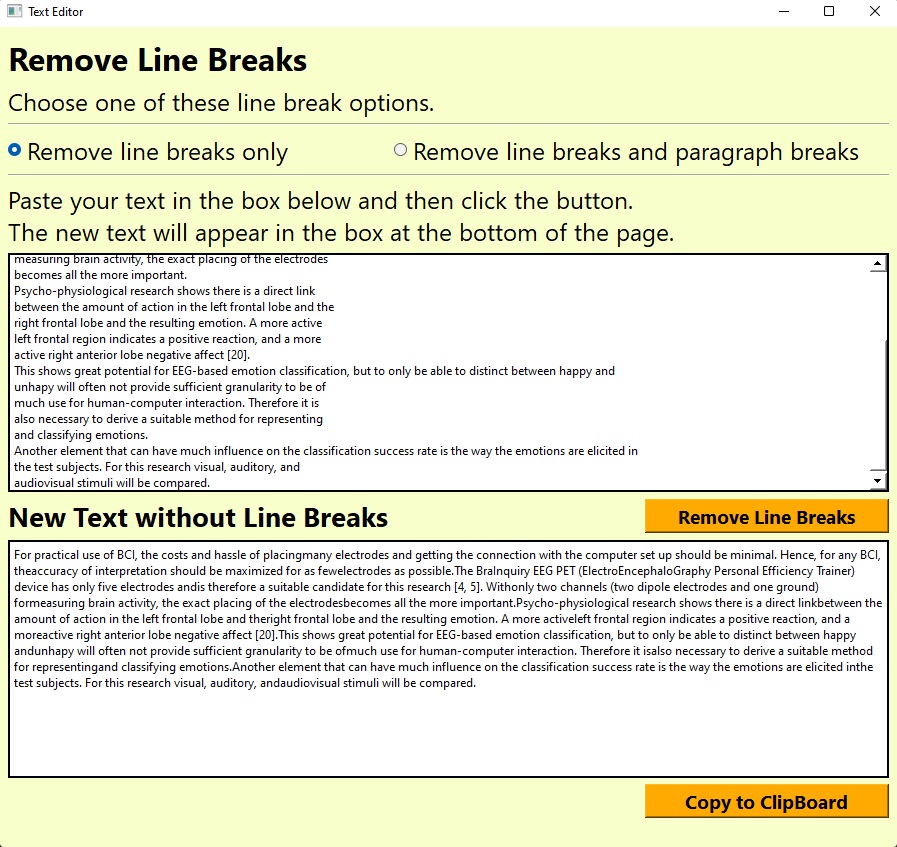 Text Editor
Remove Line Breaks
Choose one of these line break options.
Remove line breaks only
Remove line breaks and paragraph breaks
Paste your text in the box below and then click the button.
The new text will appear in the box at the bottom of the page.
measuring brain activity, the exact placing of the electrodes
becomes all the more important.
Psycho-physiological research shows there is a direct link
between the amount of action in the left frontal lobe and the
right frontal lobe and the resulting emotion. A more active
left frontal region indicates a positive reaction, and a more
active right anterior lobe negative affect [20].
This shows great potential for EEG-based emotion classification, but to only be able to distinct between happy and
unhapy will often not provide sufficient granularity to be of
much use for human-computer interaction. Therefore it is
also necessary to derive a suitable method for representing
and classifying emotions.
Another element that can have much influence on the classification success rate is the way the emotions are elicited in
the test subjects. For this research visual, auditory, and
audiovisual stimuli will be compared.
New Text without Line Breaks
Remove Line Breaks
For practical use of BCI, the costs and hassle of placingmany electrodes and getting the connection with the computer set up should be minimal. Hence, for any BCI,
theaccuracy of interpretation should be maximized for as fewelectrodes as possible.The BraInquiry EEG PET (ElectroEncephaloGraphy Personal Efficiency Trainer)
device has only five electrodes andis therefore a suitable candidate for this research [4, 5]. Withonly two channels (two dipole electrodes and one ground)
formeasuring brain activity, the exact placing of the electrodesbecomes all the more important.Psycho-physiological research shows there is a direct linkbetween the
amount of action in the left frontal lobe and theright frontal lobe and the resulting emotion. A more activeleft frontal region indicates a positive reaction, and a
moreactive right anterior lobe negative affect [20].This shows great potential for EEG-based emotion classification, but to only be able to distinct between happy
andunhapy will often not provide sufficient granularity to be ofmuch use for human-computer interaction. Therefore it isalso necessary to derive a suitable method
for representingand classifying emotions.Another element that can have much influence on the classification success rate is the way the emotions are elicited inthe
test subjects. For this research visual, auditory, andaudiovisual stimuli will be compared.
Copy to ClipBoard